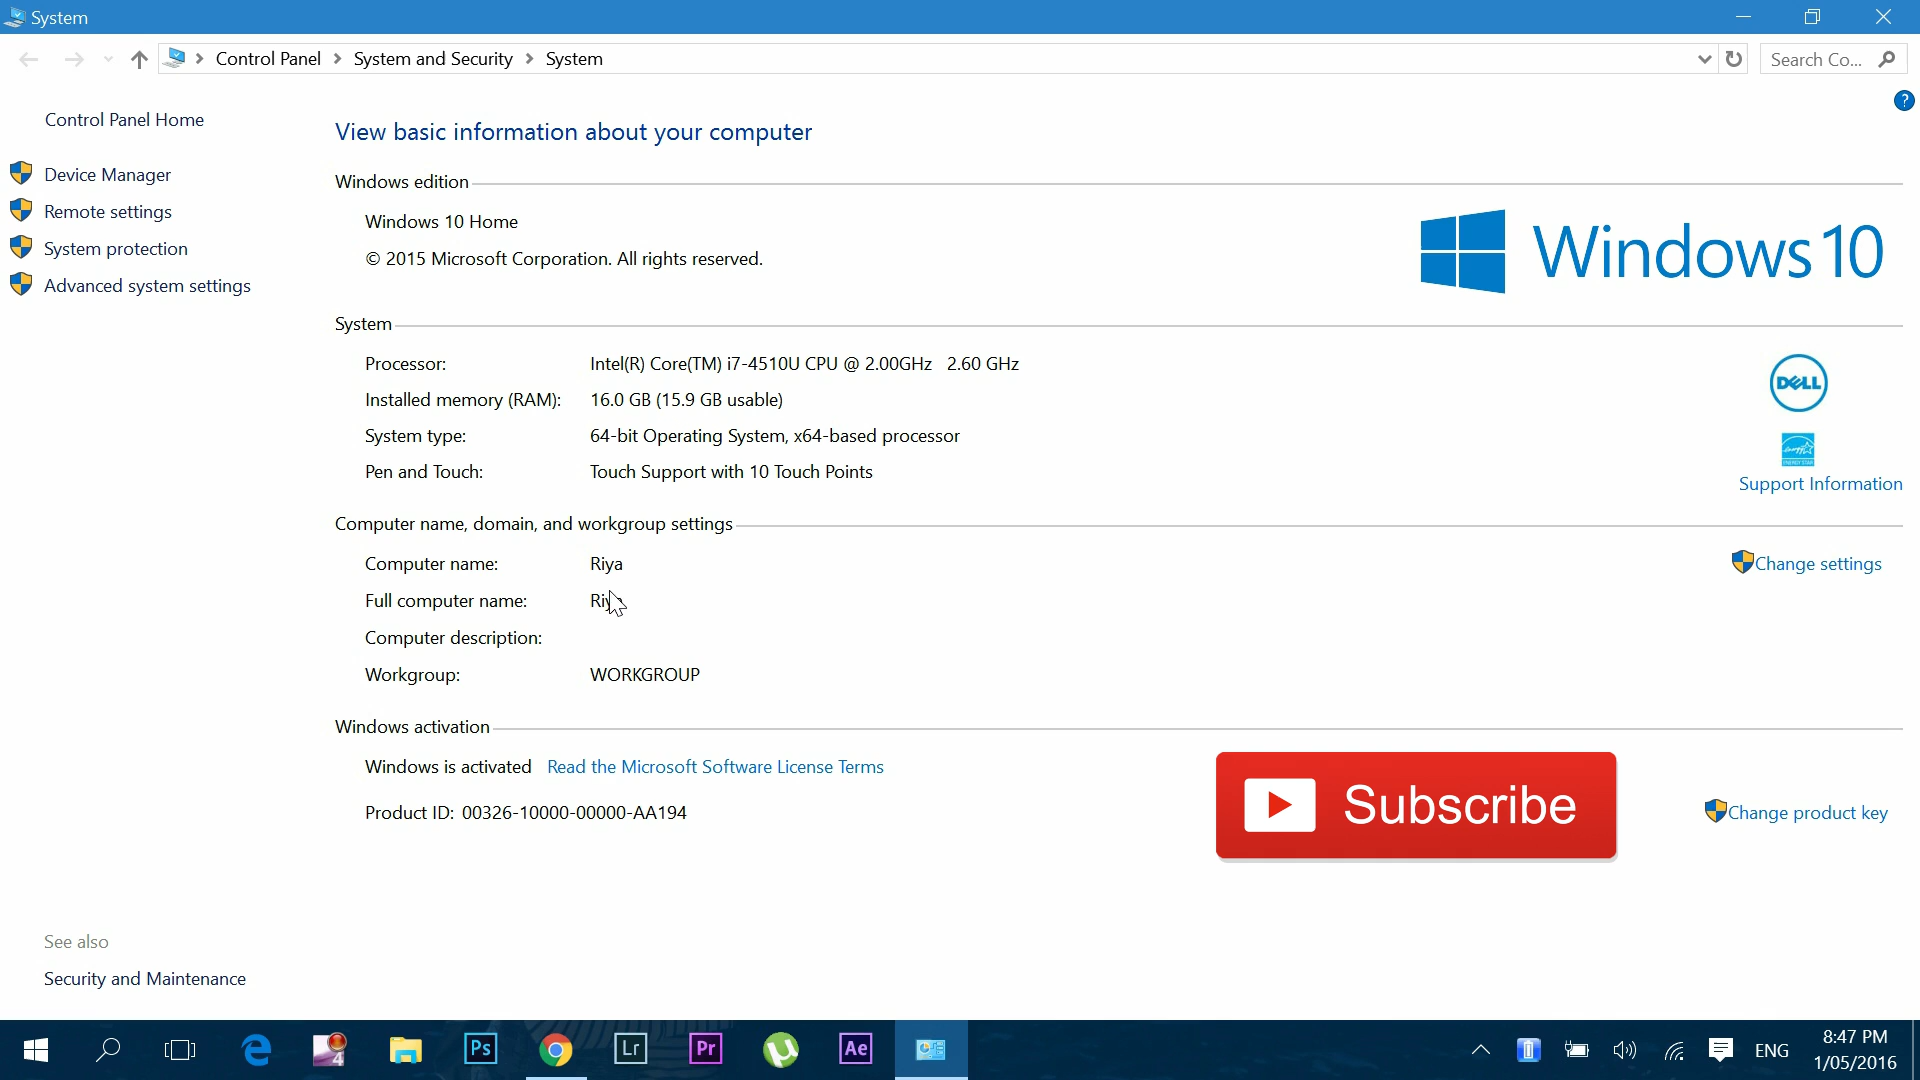 System
Control Panel
System and Security
System
Search Co...
?
Control Panel Home
Device Manager
Remote settings
System protection
Advanced system settings
View basic information about your computer
Windows edition
Windows 10 Home
© 2015 Microsoft Corporation. All rights reserved.
Windows 10
System
Processor: Intel(R) Core(TM) i7-4510U CPU @ 2.00GHz 2.60 GHz
Installed memory (RAM): 16.0 GB (15.9 GB usable)
System type: 64-bit Operating System, x64-based processor
Pen and Touch: Touch Support with 10 Touch Points
DELL
Support Information
Computer name, domain, and workgroup settings
Computer name: Riya
Change settings
Full computer name: Riya
Computer description:
Workgroup: WORKGROUP
Windows activation
Windows is activated Read the Microsoft Software License Terms
Product ID: 00326-10000-00000-AA194
Subscribe
Change product key
See also
Security and Maintenance
4
Ps
Lr
Pr
Ae
ENG
8:47 PM
1/05/2016